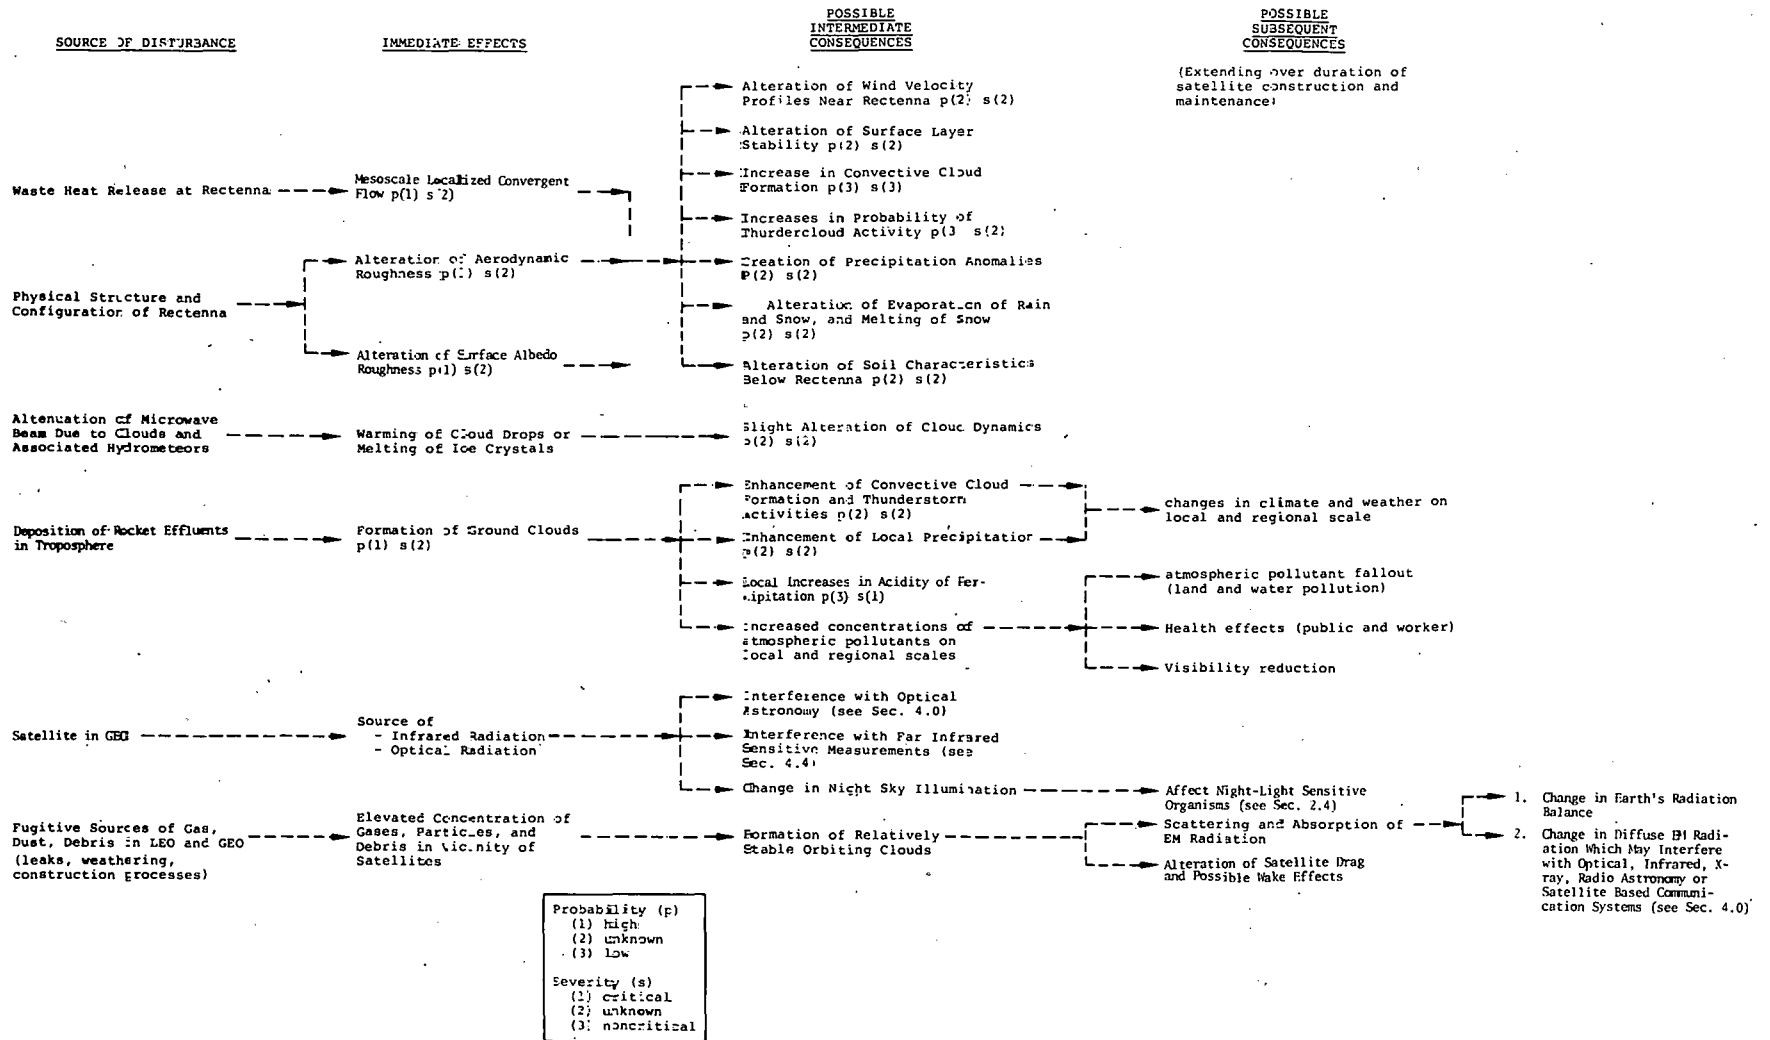 SOURCE OF DISTURBANCE
IMMEDIATE EFFECTS
POSSIBLE
INTERMEDIATE
CONSEQUENCES
POSSIBLE
SUBSEQUENT
CONSEQUENCES
(Extending over duration of
satellite construction and
maintenance)
Waste Heat Release at Rectenna
Mesoscale Localized Convergent
Flow p(1) s(2)
Physical Structure and
Configuration of Rectenna
Alteration of Aerodynamic
Roughness p(1) s(2)
Alteration of Surface Albedo
Roughness p(1) s(2)
Alteration of Wind Velocity
Profiles Near Rectenna p(2) s(2)
Alteration of Surface Layer
Stability p(2) s(2)
Increase in Convective Cloud
Formation p(3) s(3)
Increases in Probability of
Thurdercloud Activity p(3 s(2)
Creation of Precipitation Anomalies
P(2) s(2)
Alteration of Evaporation of Rain
and Snow, and Melting of Snow
p(2) s(2)
Alteration of Soil Characteristics
Below Rectenna p(2) s(2)
Altenuation of Microwave
Beam Due to Clouds and
Associated Hydrometeors
Warming of Cloud Drops or
Melting of Ice Crystals
Slight Alteration of Cloud Dynamics
p(2) s(2)
Deposition of Rocket Effluents
in Troposphere
Formation of Ground Clouds
p(1) s(2)
Enhancement of Convective Cloud
Formation and Thunderstorm
Activities p(2) s(2)
Enhancement of Local Precipitation
p(2) s(2)
Local Increases in Acidity of Per-
cipitation p(3) s(1)
Increased concentrations of
atmospheric pollutants on
local and regional scales
changes in climate and weather on
local and regional scale
atmospheric pollutant fallout
(land and water pollution)
Health effects (public and worker)
Visibility reduction
Satellite in GEO
Source of
- Infrared Radiation
- Optical Radiation
Interference with Optical
Astronomy (see Sec. 4.0)
Interference with Far Infrared
Sensitive Measurements (see
Sec. 4.4)
Change in Night Sky Illumination
Affect Night-Light Sensitive
Organisms (see Sec. 2.4)
Fugitive Sources of Gas,
Dust, Debris in LEO and GEO
(leaks, weathering,
construction processes)
Elevated Concentration of
Gases, Particles, and
Debris in Vicinity of
Satellites
Formation of Relatively
Stable Orbiting Clouds
Scattering and Absorption of
EM Radiation
Alteration of Satellite Drag
and Possible Wake Effects
1. Change in Earth's Radiation
Balance
2. Change in Diffuse EM Radi-
ation Which May Interfere
with Optical, Infrared, X-
ray, Radio Astronomy or
Satellite Based Communi-
cation Systems (see Sec. 4.0)
Probability (p)
(1) high
(2) unknown
(3) low
Severity (s)
(1) critical
(2) unknown
(3) noncritical